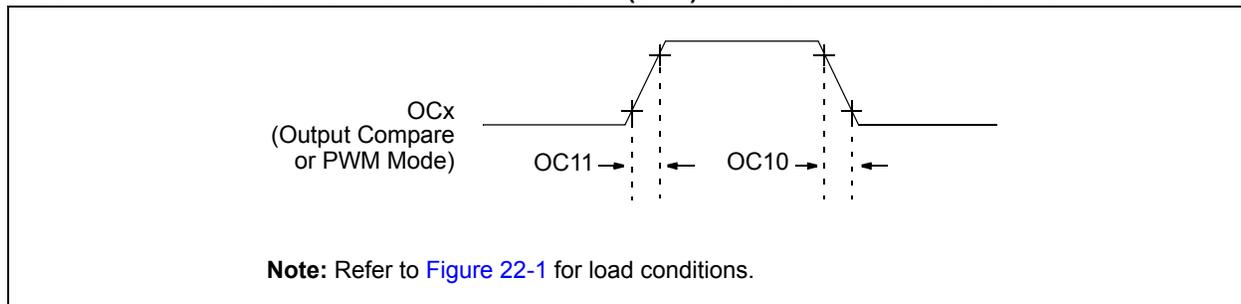 OCx
(Output Compare
or PWM Mode)
OC11
OC10
Note: Refer to Figure 22-1 for load conditions.